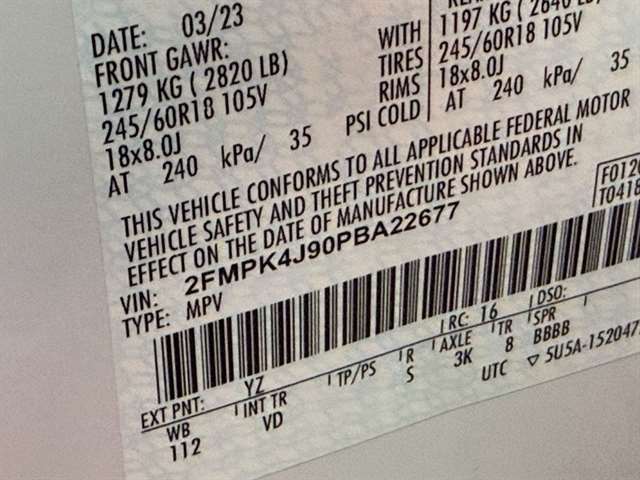 DATE: 03/23
FRONT GAWR:
1279 KG ( 2820 LB)
245/60R18 105V
18x8.0J
AT 240 kPa/ 35
WITH
TIRES
RIMS
PSI COLD
1197 KG
245/60R18 105V
18x8.0J
AT 240 kPa/ 35
THIS VEHICLE CONFORMS TO ALL APPLICABLE FEDERAL MOTOR
VEHICLE SAFETY AND THEFT PREVENTION STANDARDS IN
EFFECT ON THE DATE OF MANUFACTURE SHOWN ABOVE.
VIN: 2FMPK4J90PBA22677
TYPE: MPV
RC: 16 DSO:
EXT PNT: YZ
WB INT TR TP/PS R AXLE TR SPR
112 VD S 3K 8 BBBB
UTC ▽ 5U5A-152047